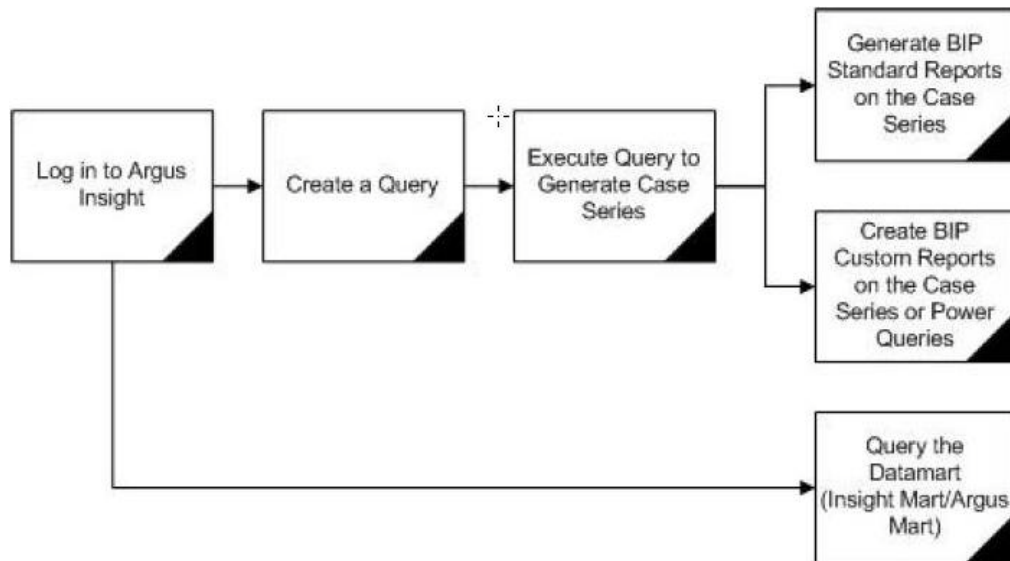 Log in to Argus
Insight
Create a Query
Execute Query to
Generate Case
Series
Generate BIP
Standard Reports
on the Case
Series
Create BIP
Custom Reports
on the Case
Series or Power
Queries
Query the
Datamart
(Insight Mart/Argus
Mart)